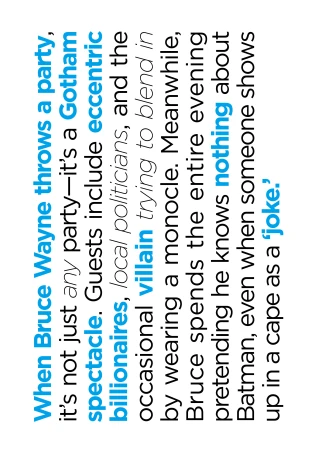 When Bruce Wayne throws a party,
it's not just any party—it's a Gotham
spectacle. Guests include eccentric
billionaires, local politicians, and the
occasional villain trying to blend in
by wearing a monocle. Meanwhile,
Bruce spends the entire evening
pretending he knows nothing about
Batman, even when someone shows
up in a cape as a ‘joke.’